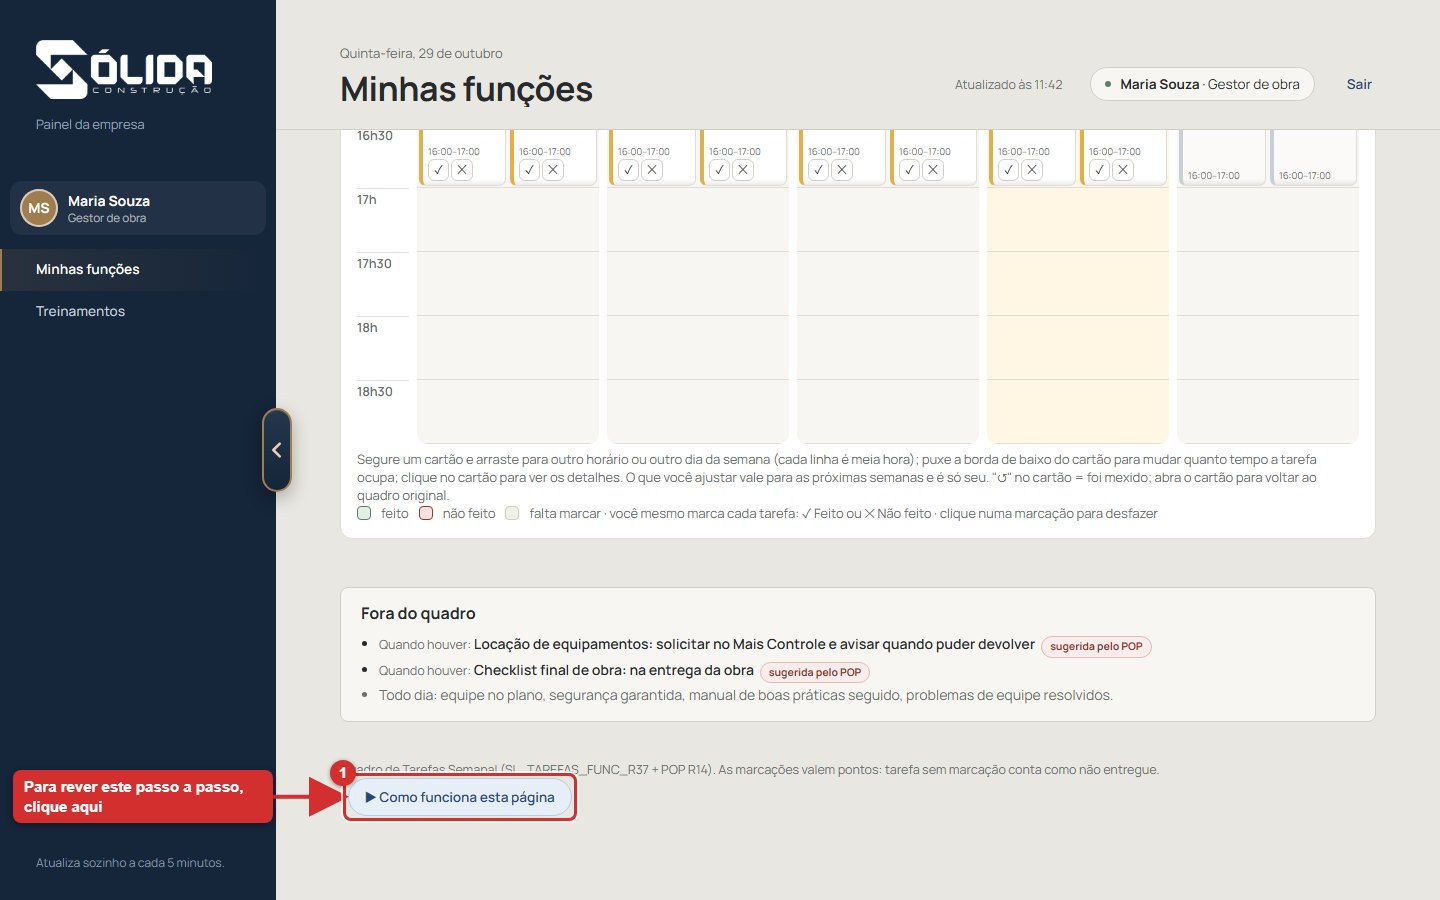 SÓLIDA
CONSTRUÇÃO
Painel da empresa
MS
Maria Souza
Gestor de obra
Minhas funções
Treinamentos
Quinta-feira, 29 de outubro
Minhas funções
Atualizado às 11:42
Maria Souza · Gestor de obra
Sair
16h30
16:00–17:00
16:00–17:00
16:00–17:00
16:00–17:00
16:00–17:00
16:00–17:00
16:00–17:00
16:00–17:00
16:00–17:00
16:00–17:00
17h
17h30
18h
18h30
Segure um cartão e arraste para outro horário ou outro dia da semana (cada linha é meia hora); puxe a borda de baixo do cartão para mudar quanto tempo a tarefa
ocupa; clique no cartão para ver os detalhes. O que você ajustar vale para as próximas semanas e é só seu. "↺" no cartão = foi mexido; abra o cartão para voltar ao
quadro original.
feito não feito falta marcar · você mesmo marca cada tarefa: ✓ Feito ou ✕ Não feito · clique numa marcação para desfazer
Fora do quadro
Quando houver: Locação de equipamentos: solicitar no Mais Controle e avisar quando puder devolver sugerida pelo POP
Quando houver: Checklist final de obra: na entrega da obra sugerida pelo POP
Todo dia: equipe no plano, segurança garantida, manual de boas práticas seguido, problemas de equipe resolvidos.
adro de Tarefas Semanal (SL_TAREFAS_FUNC_R37 + POP R14). As marcações valem pontos: tarefa sem marcação conta como não entregue.
1
Para rever este passo a passo,
clique aqui
▶ Como funciona esta página
Atualiza sozinho a cada 5 minutos.